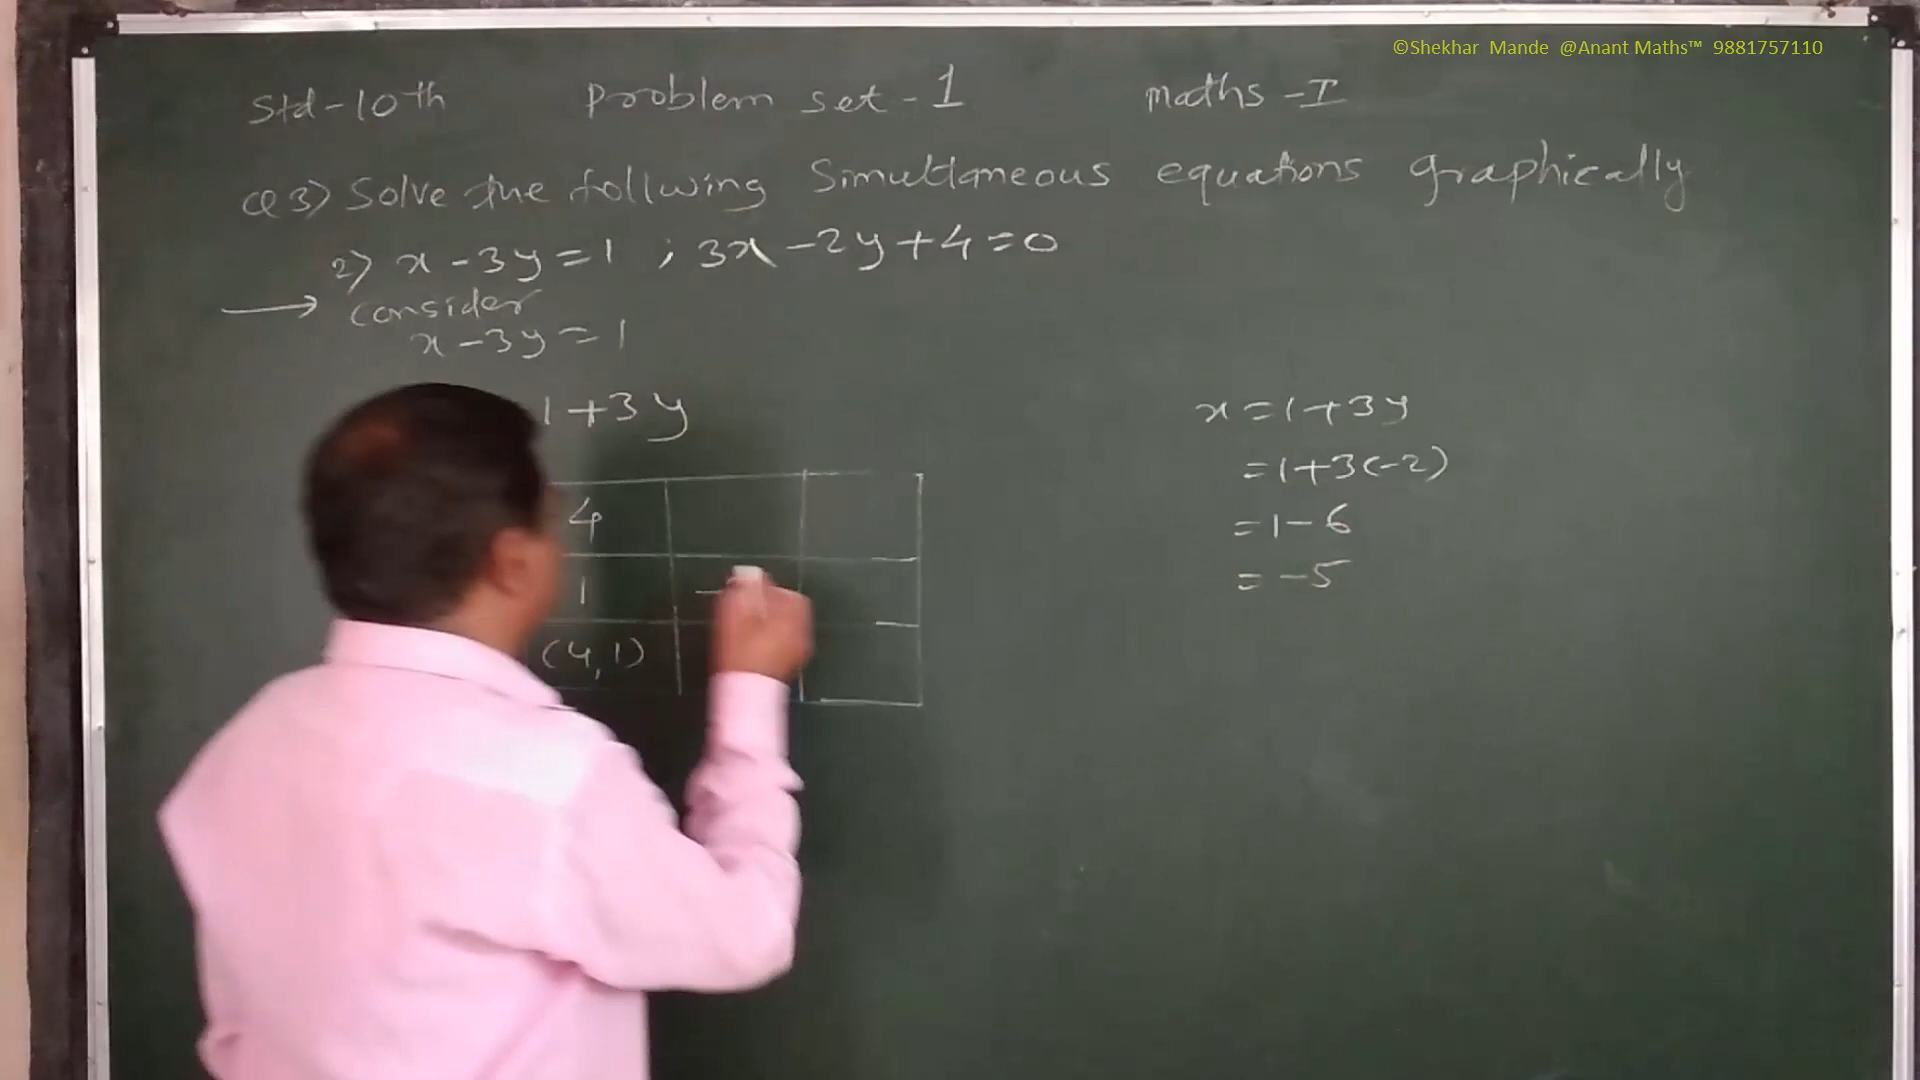 ©Shekhar Mande @Anant Maths™ 9881757110
Std-10th Problem set-1 Maths-I
Q3) Solve the follwing Simultaneous equations graphically
2) x-3y=1 ; 3x-2y+4=0
→ consider
x-3y=1
1+3y
4
1 -
(4,1)
x=1+3y
=1+3(-2)
=1-6
=-5